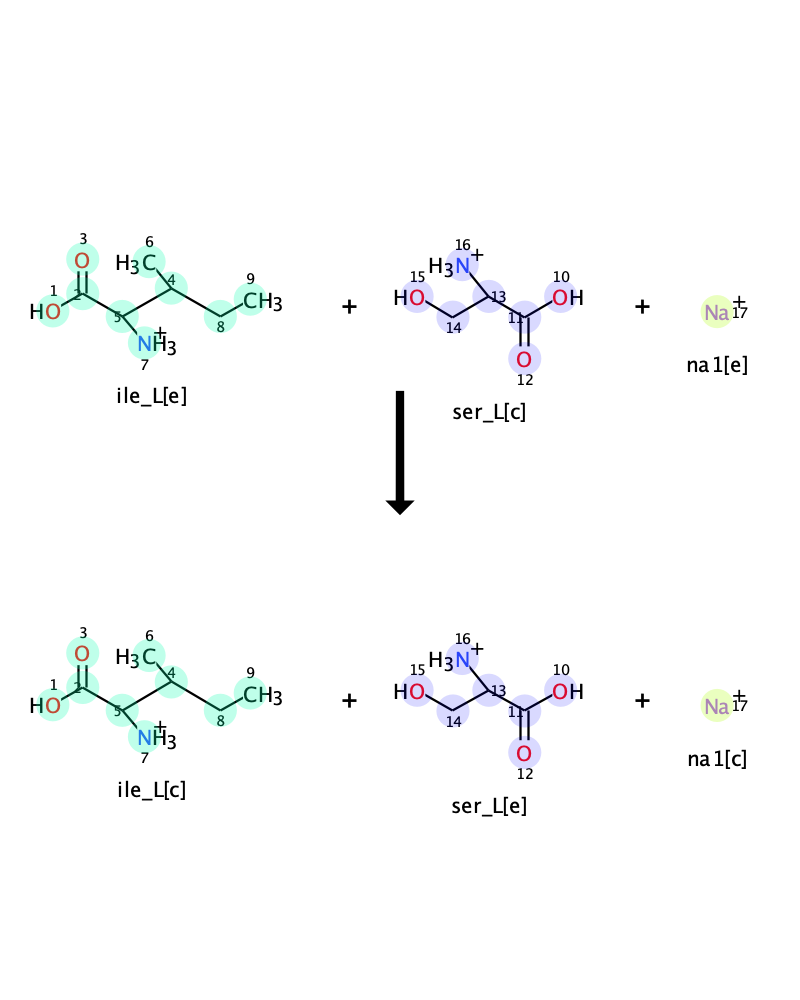 3 6 16 +
O H3C H3N
1 2 4 9 15 13 10
HO CH3 + HO OH + Na + 17
5 8 14 11
NH3 + O
7 12
na1[e]
ile_L[e]
ser_L[c]
3 6 16 +
O H3C H3N
1 2 4 9 15 13 10
HO CH3 + HO OH + Na + 17
5 8 14 11
NH3 + O
7 12
na1[c]
ile_L[c]
ser_L[e]